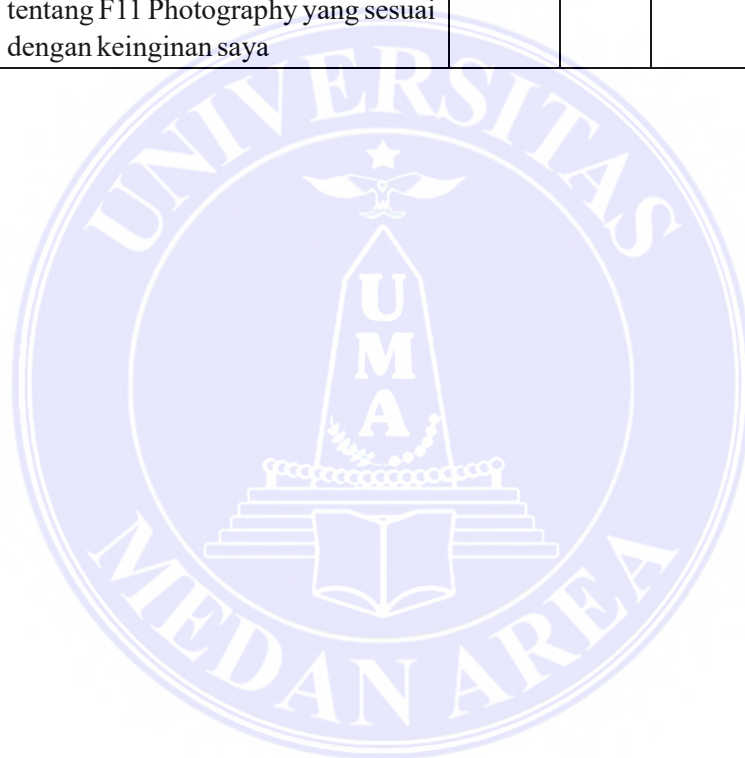 tentang F11 Photography yang sesuai
dengan keinginan saya
UNIVERSITAS
U
M
A
MEDAN AREA